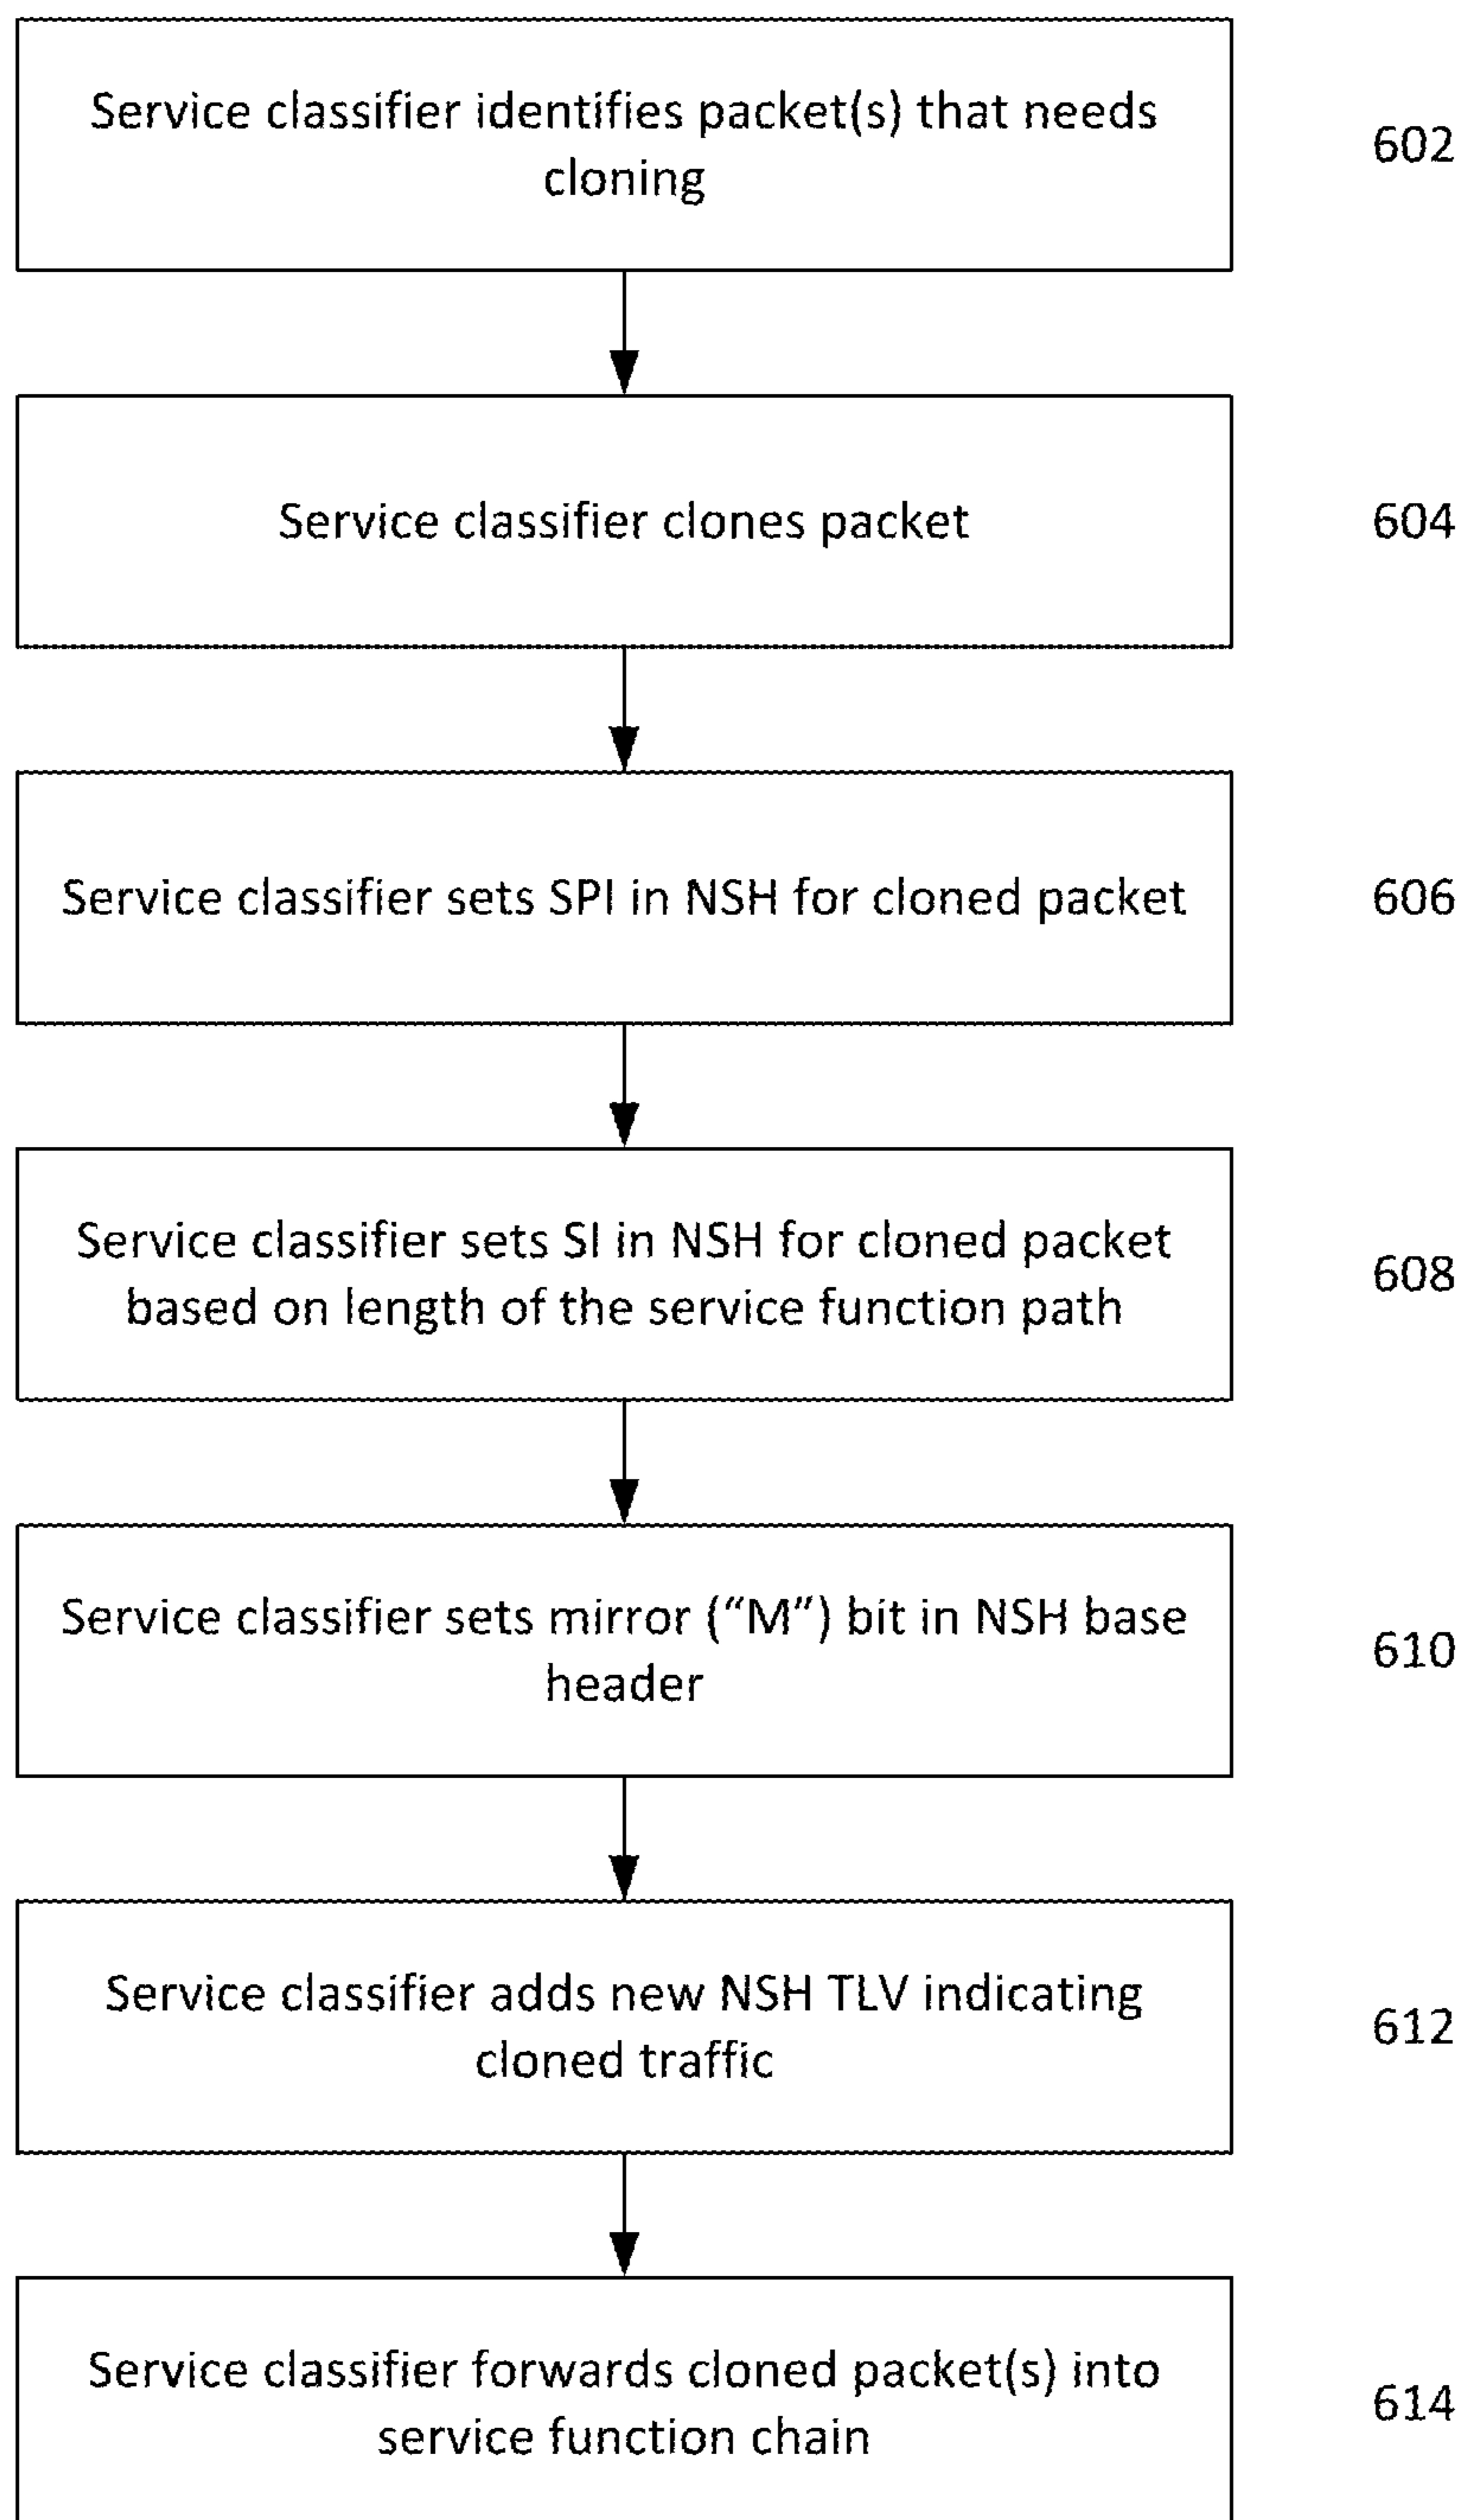 Service classifier identifies packet(s) that needs
cloning
602
Service classifier clones packet
604
Service classifier sets SPI in NSH for cloned packet
606
Service classifier sets SI in NSH for cloned packet
based on length of the service function path
608
Service classifier sets mirror (“M”) bit in NSH base
header
610
Service classifier adds new NSH TLV indicating
cloned traffic
612
Service classifier forwards cloned packet(s) into
service function chain
614